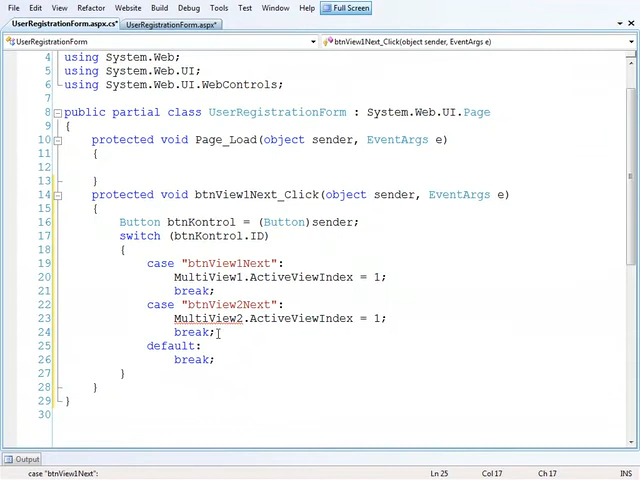 File Edit View Refactor Website Build Debug Tools Test Window Help Full Screen
UserRegistrationForm.aspx.cs* UserRegistrationForm.aspx*
UserRegistrationForm btnView1Next_Click(object sender, EventArgs e)
4 using System.Web;
5 using System.Web.UI;
6 using System.Web.UI.WebControls;
7
8 public partial class UserRegistrationForm : System.Web.UI.Page
9 {
10 protected void Page_Load(object sender, EventArgs e)
11 {
12
13 }
14 protected void btnView1Next_Click(object sender, EventArgs e)
15 {
16 Button btnKontrol = (Button)sender;
17 switch (btnKontrol.ID)
18 {
19 case "btnView1Next":
20 MultiView1.ActiveViewIndex = 1;
21 break;
22 case "btnView2Next":
23 MultiView2.ActiveViewIndex = 1;
24 break;
25 default:
26 break;
27 }
28 }
29 }
30
Output
case "btnView1Next": Ln 25 Col 17 Ch 17 INS